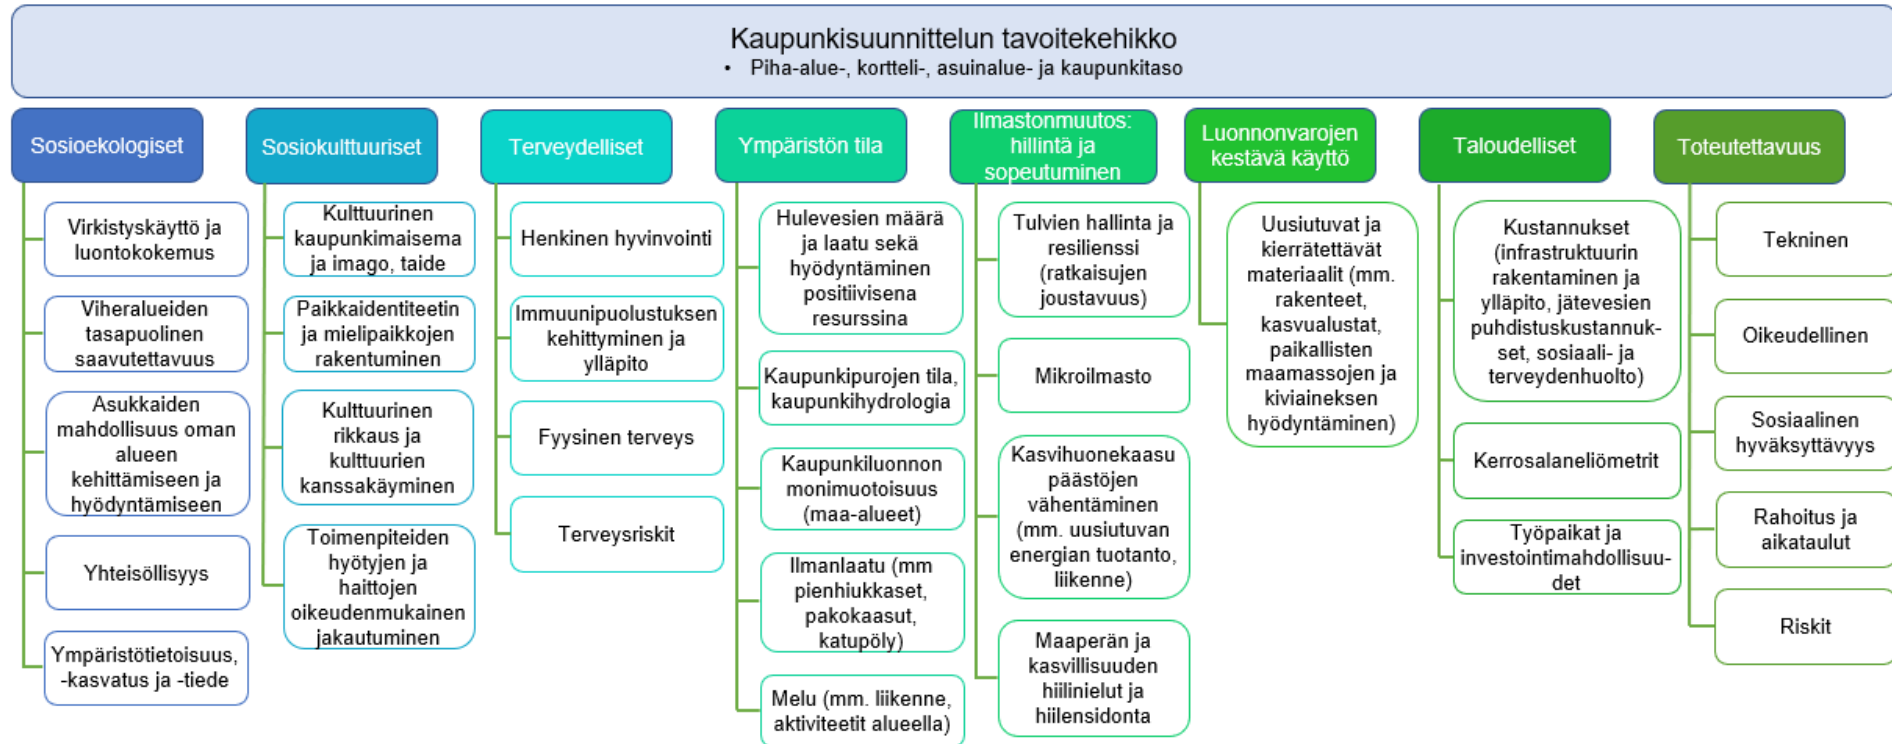 Kaupunkisuunnittelun tavoitekehikko
• Piha-alue-, kortteli-, asuinalue- ja kaupunkitaso
Sosioekologiset
Virkistyskäyttö ja
luontokokemus
Viheralueiden
tasapuolinen
saavutettavuus
Asukkaiden
mahdollisuus oman
alueen
kehittämiseen ja
hyödyntämiseen
Yhteisöllisyys
Ympäristötietoisuus,
-kasvatus ja -tiede
Sosiokulttuuriset
Kulttuurinen
kaupunkimaisema
ja imago, taide
Paikkaidentiteetin
ja mielipaikkojen
rakentuminen
Kulttuurinen
rikkaus ja
kulttuurien
kanssakäyminen
Toimenpiteiden
hyötyjen ja
haittojen
oikeudenmukainen
jakautuminen
Terveydelliset
Henkinen hyvinvointi
Immuunipuolustuksen
kehittyminen ja
ylläpito
Fyysinen terveys
Terveysriskit
Ympäristön tila
Hulevesien määrä
ja laatu sekä
hyödyntäminen
positiivisena
resurssina
Kaupunkipurojen tila,
kaupunkihydrologia
Kaupunkiluonnon
monimuotoisuus
(maa-alueet)
Ilmanlaatu (mm
pienhiukkaset,
pakokaasut,
katupöly)
Melu (mm. liikenne,
aktiviteetit alueella)
Ilmastonmuutos:
hillintä ja
sopeutuminen
Tulvien hallinta ja
resilienssi
(ratkaisujen
joustavuus)
Mikroilmasto
Kasvihuonekaasu
päästöjen
vähentäminen
(mm. uusiutuvan
energian tuotanto,
liikenne)
Maaperän ja
kasvillisuuden
hiilinielut ja
hiilensidonta
Luonnonvarojen
kestävä käyttö
Uusiutuvat ja
kierrätettävät
materiaalit (mm.
rakenteet,
kasvualustat,
paikallisten
maamassojen ja
kiviaineksen
hyödyntäminen)
Taloudelliset
Kustannukset
(infrastruktuurin
rakentaminen ja
ylläpito, jätevesien
puhdistuskustannuk-
set, sosiaali- ja
terveydenhuolto)
Kerrosalaneliömetrit
Työpaikat ja
investointimahdollisuu-
det
Toteutettavuus
Tekninen
Oikeudellinen
Sosiaalinen
hyväksyttävyys
Rahoitus ja
aikataulut
Riskit